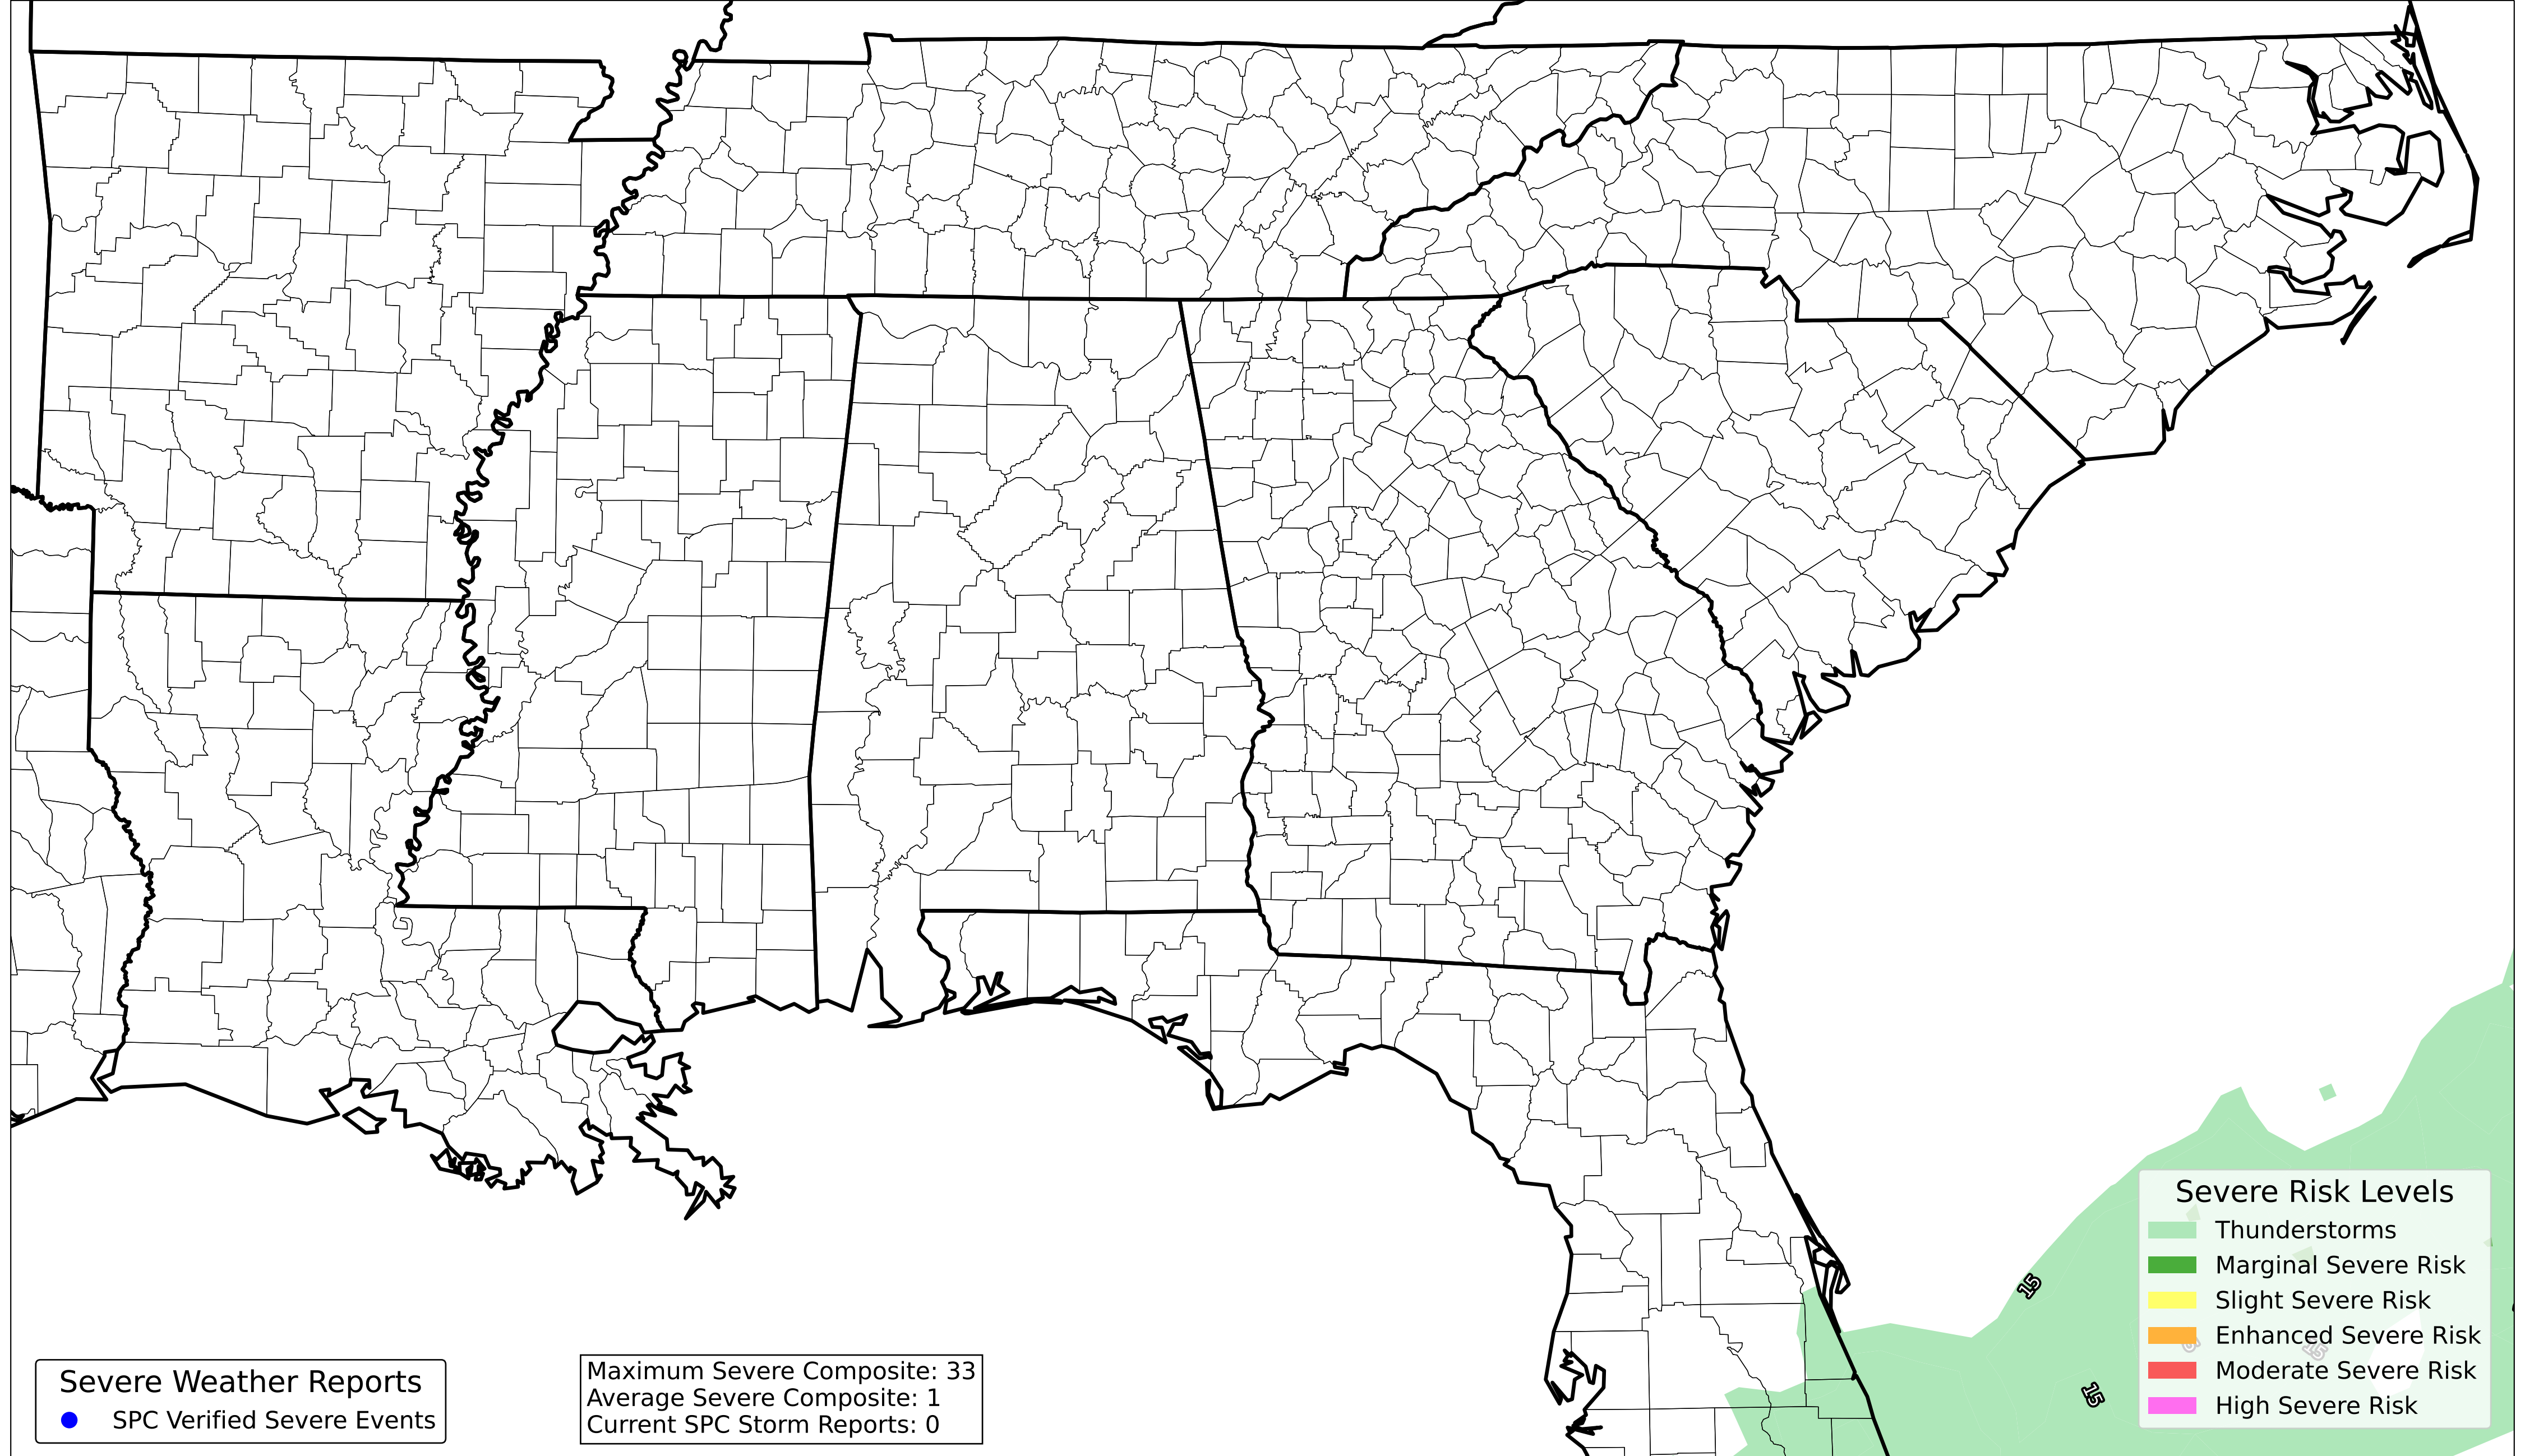 15
15
Severe Risk Levels
Thunderstorms
Marginal Severe Risk
Slight Severe Risk
Enhanced Severe Risk
Moderate Severe Risk
High Severe Risk
15
Severe Weather Reports
SPC Verified Severe Events
Maximum Severe Composite: 33
Average Severe Composite: 1
Current SPC Storm Reports: 0